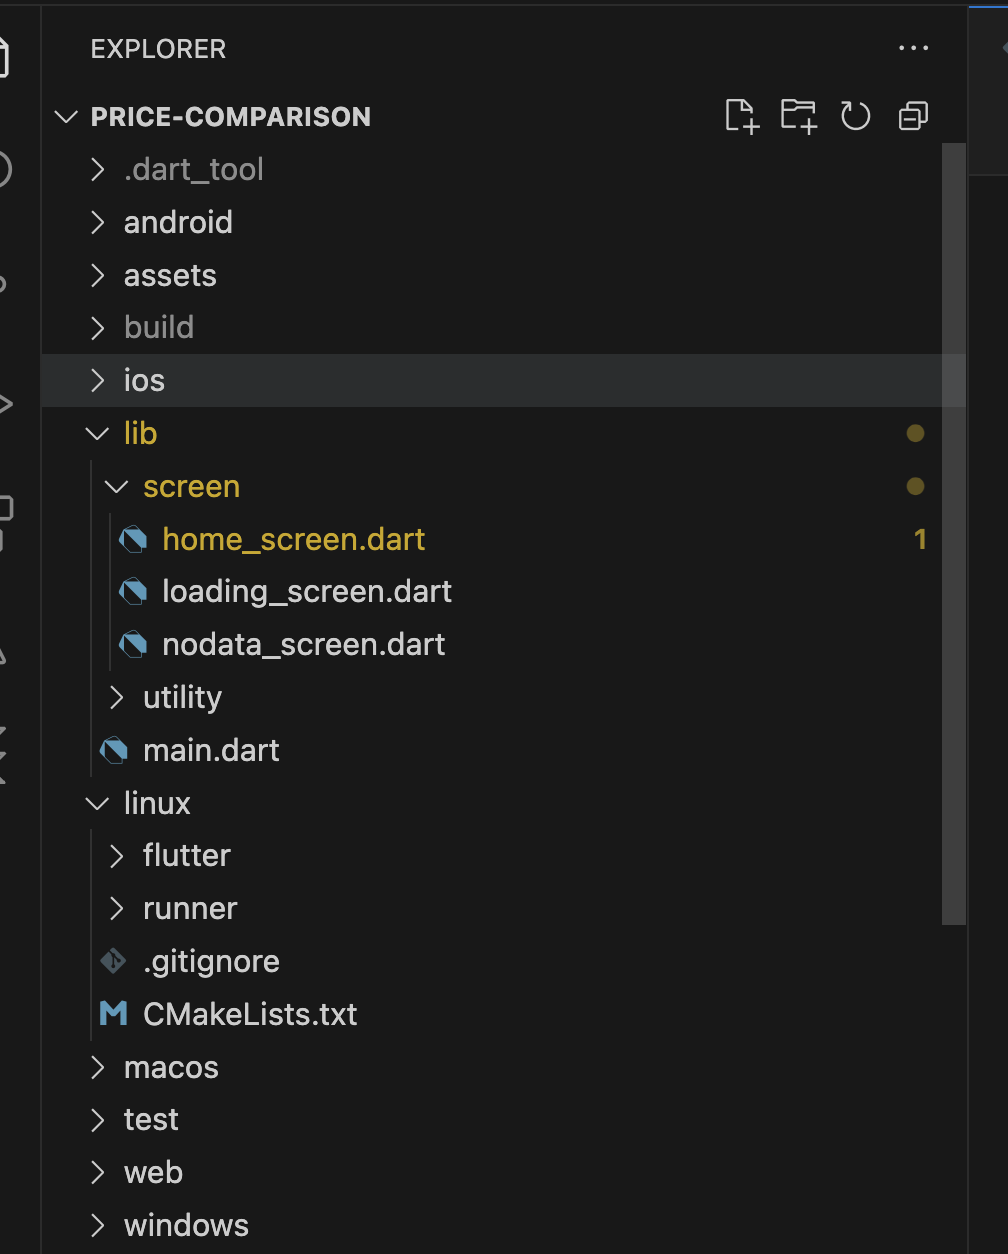 EXPLORER
PRICE-COMPARISON
.dart_tool
android
assets
build
ios
lib
screen
home_screen.dart 1
loading_screen.dart
nodata_screen.dart
utility
main.dart
linux
flutter
runner
.gitignore
CMakeLists.txt
macos
test
web
windows